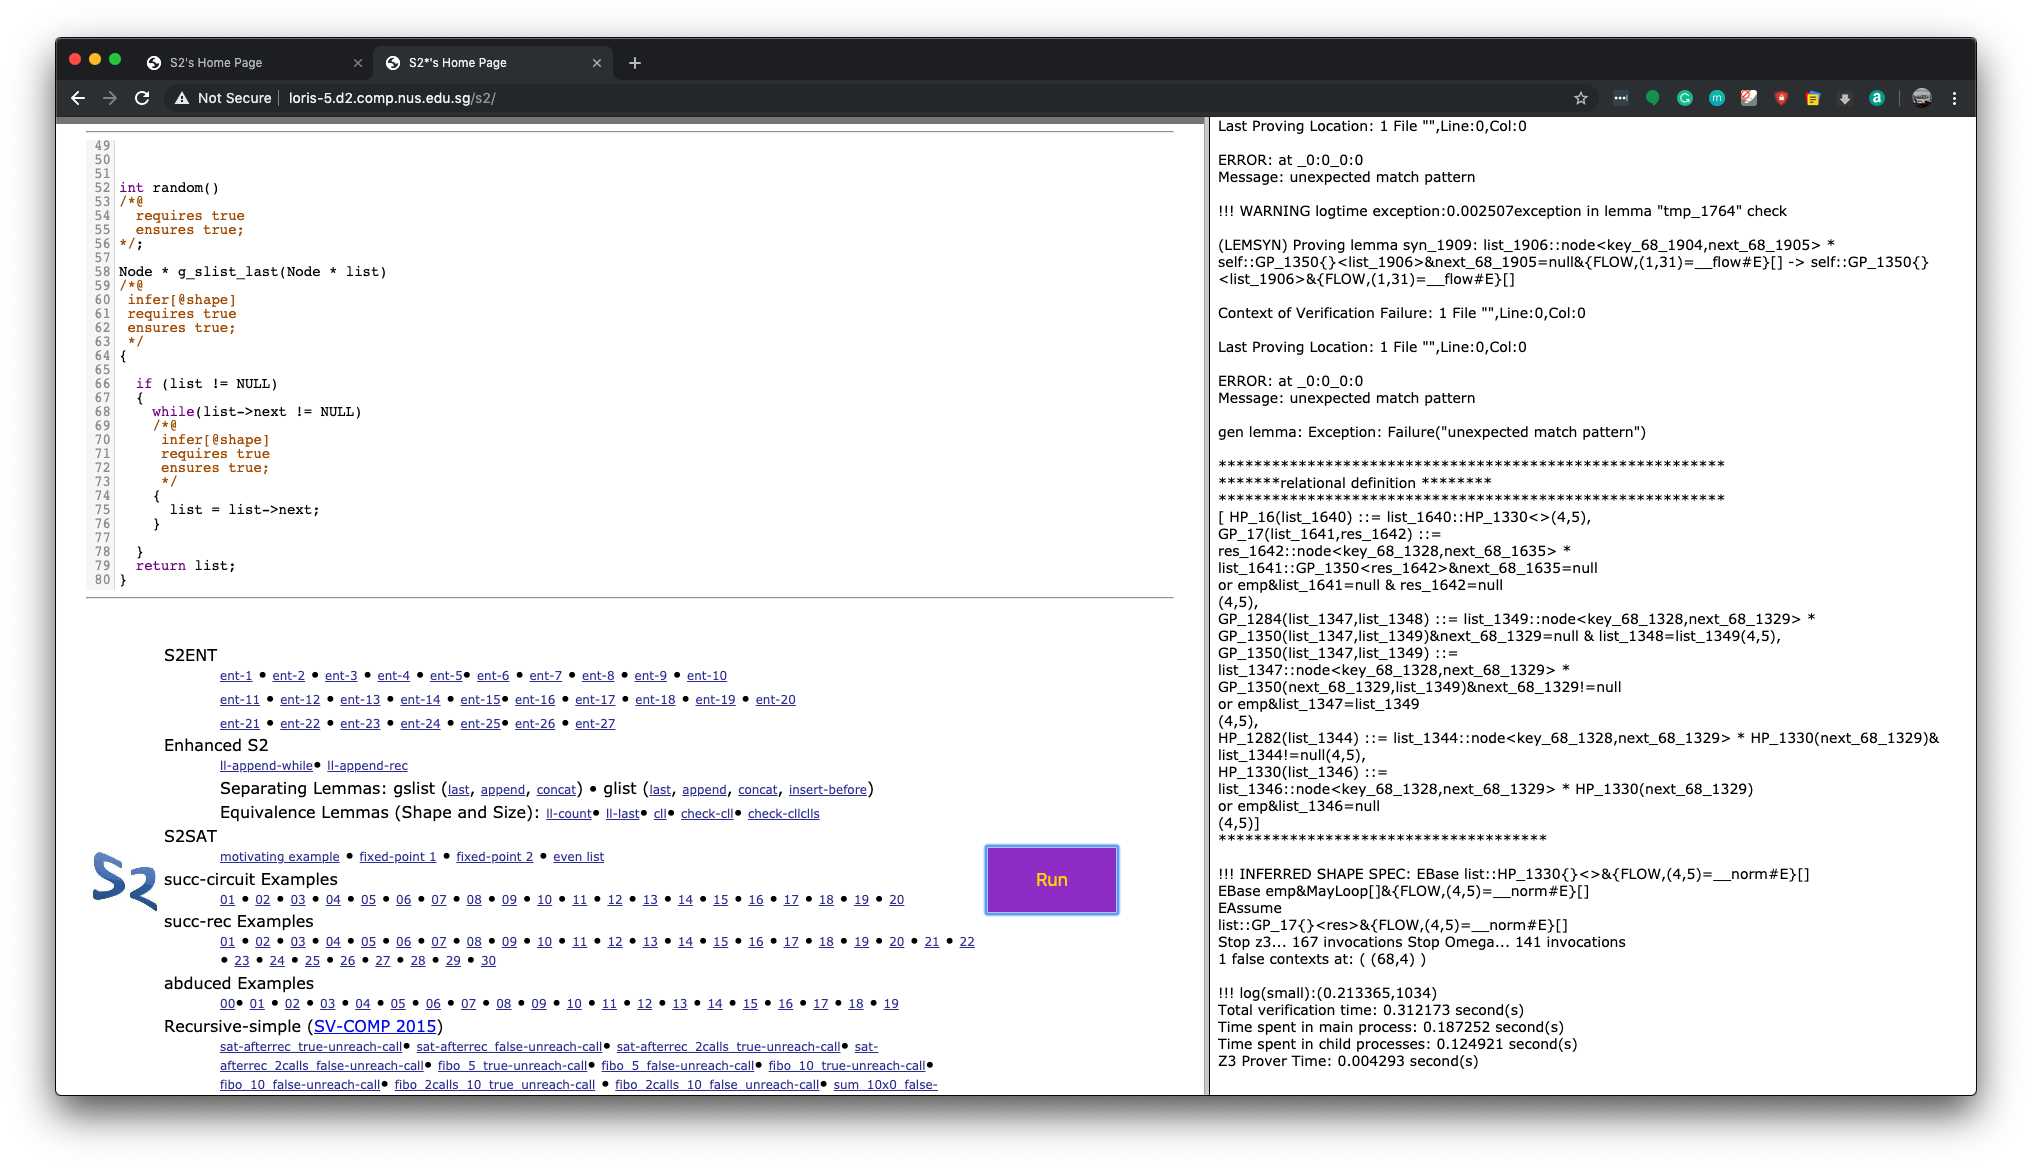 S2's Home Page
S2*'s Home Page
Not Secure
loris-5.d2.comp.nus.edu.sg/s2/
49
50
51
52 int random()
53 /*@
54 requires true
55 ensures true;
56 */;
57
58 Node * g_slist_last(Node * list)
59 /*@
60 infer[@shape]
61 requires true
62 ensures true;
63 */
64 {
65
66 if (list != NULL)
67 {
68 while(list->next != NULL)
69 /*@
70 infer[@shape]
71 requires true
72 ensures true;
73 */
74 {
75 list = list->next;
76 }
77
78 }
79 return list;
80 }
S2ENT
ent-1 • ent-2 • ent-3 • ent-4 • ent-5• ent-6 • ent-7 • ent-8 • ent-9 • ent-10
ent-11 • ent-12 • ent-13 • ent-14 • ent-15• ent-16 • ent-17 • ent-18 • ent-19 • ent-20
ent-21 • ent-22 • ent-23 • ent-24 • ent-25• ent-26 • ent-27
Enhanced S2
ll-append-while• ll-append-rec
Separating Lemmas: gslist (last, append, concat) • glist (last, append, concat, insert-before)
Equivalence Lemmas (Shape and Size): ll-count• ll-last• cll• check-cll• check-cllclls
S2SAT
motivating example • fixed-point 1 • fixed-point 2 • even list
succ-circuit Examples
01 • 02 • 03 • 04 • 05 • 06 • 07 • 08 • 09 • 10 • 11 • 12 • 13 • 14 • 15 • 16 • 17 • 18 • 19 • 20
succ-rec Examples
01 • 02 • 03 • 04 • 05 • 06 • 07 • 08 • 09 • 10 • 11 • 12 • 13 • 14 • 15 • 16 • 17 • 18 • 19 • 20 • 21 • 22
• 23 • 24 • 25 • 26 • 27 • 28 • 29 • 30
abduced Examples
00• 01 • 02 • 03 • 04 • 05 • 06 • 07 • 08 • 09 • 10 • 11 • 12 • 13 • 14 • 15 • 16 • 17 • 18 • 19
Recursive-simple (SV-COMP 2015)
sat-afterrec_true-unreach-call• sat-afterrec_false-unreach-call• sat-afterrec_2calls_true-unreach-call• sat-
afterrec_2calls_false-unreach-call• fibo_5_true-unreach-call• fibo_5_false-unreach-call• fibo_10_true-unreach-call•
fibo_10_false-unreach-call• fibo_2calls_10_true_unreach-call • fibo_2calls_10_false_unreach-call• sum_10x0_false-
S2
Run
Last Proving Location: 1 File "",Line:0,Col:0
ERROR: at _0:0_0:0
Message: unexpected match pattern
!!! WARNING logtime exception:0.002507exception in lemma "tmp_1764" check
(LEMSYN) Proving lemma syn_1909: list_1906::node<key_68_1904,next_68_1905> *
self::GP_1350{}<list_1906>&next_68_1905=null&{FLOW,(1,31)=__flow#E}[] -> self::GP_1350{}
<list_1906>&{FLOW,(1,31)=__flow#E}[]
Context of Verification Failure: 1 File "",Line:0,Col:0
Last Proving Location: 1 File "",Line:0,Col:0
ERROR: at _0:0_0:0
Message: unexpected match pattern
gen lemma: Exception: Failure("unexpected match pattern")
*********************************************************
*******relational definition ********
*********************************************************
[ HP_16(list_1640) ::= list_1640::HP_1330<>(4,5),
GP_17(list_1641,res_1642) ::=
res_1642::node<key_68_1328,next_68_1635> *
list_1641::GP_1350<res_1642>&next_68_1635=null
or emp&list_1641=null & res_1642=null
(4,5),
GP_1284(list_1347,list_1348) ::= list_1349::node<key_68_1328,next_68_1329> *
GP_1350(list_1347,list_1349)&next_68_1329=null & list_1348=list_1349(4,5),
GP_1350(list_1347,list_1349) ::=
list_1347::node<key_68_1328,next_68_1329> *
GP_1350(next_68_1329,list_1349)&next_68_1329!=null
or emp&list_1347=list_1349
(4,5),
HP_1282(list_1344) ::= list_1344::node<key_68_1328,next_68_1329> * HP_1330(next_68_1329)&
list_1344!=null(4,5),
HP_1330(list_1346) ::=
list_1346::node<key_68_1328,next_68_1329> * HP_1330(next_68_1329)
or emp&list_1346=null
(4,5)]
*************************************
!!! INFERRED SHAPE SPEC: EBase list::HP_1330{}<>&{FLOW,(4,5)=__norm#E}[]
EBase emp&MayLoop[]&{FLOW,(4,5)=__norm#E}[]
EAssume
list::GP_17{}<res>&{FLOW,(4,5)=__norm#E}[]
Stop z3... 167 invocations Stop Omega... 141 invocations
1 false contexts at: ( (68,4) )
!!! log(small):(0.213365,1034)
Total verification time: 0.312173 second(s)
Time spent in main process: 0.187252 second(s)
Time spent in child processes: 0.124921 second(s)
Z3 Prover Time: 0.004293 second(s)